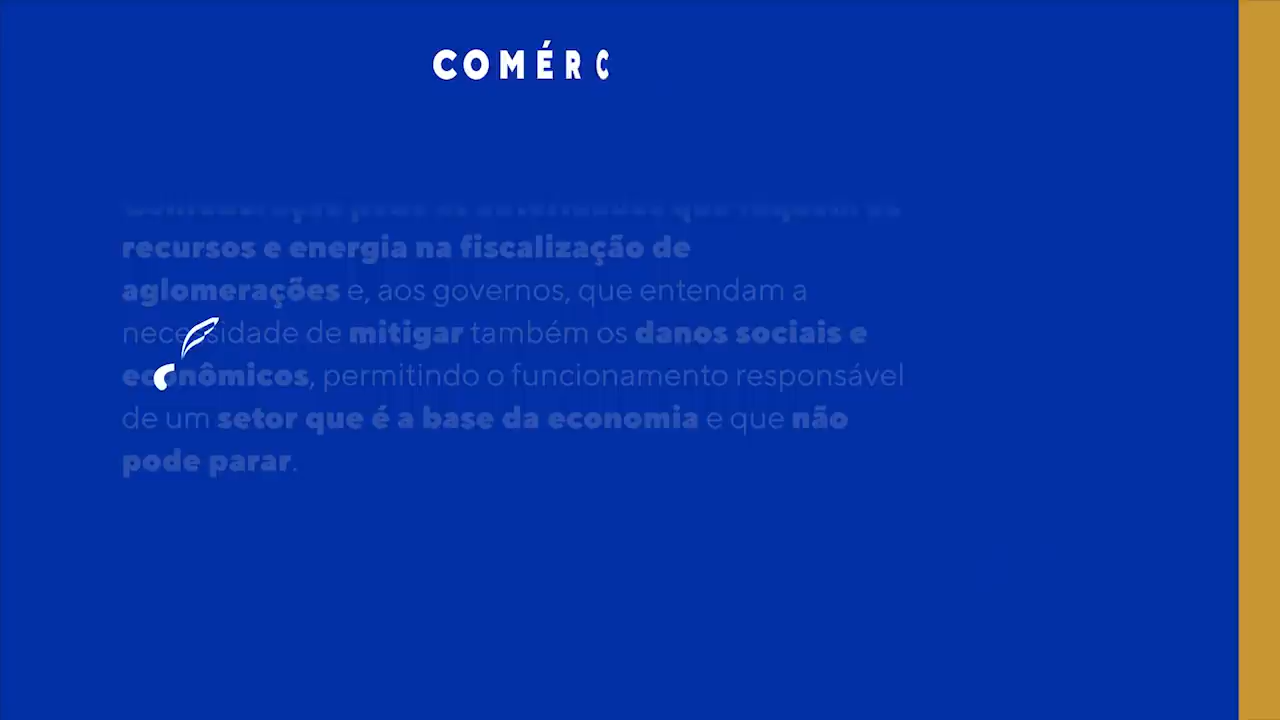 COMÉRC
recursos e energia na fiscalização de
aglomerações e, aos governos, que entendam a
necessidade de mitigar também os danos sociais e
econômicos, permitindo o funcionamento responsável
de um setor que é a base da economia e que não
pode parar.